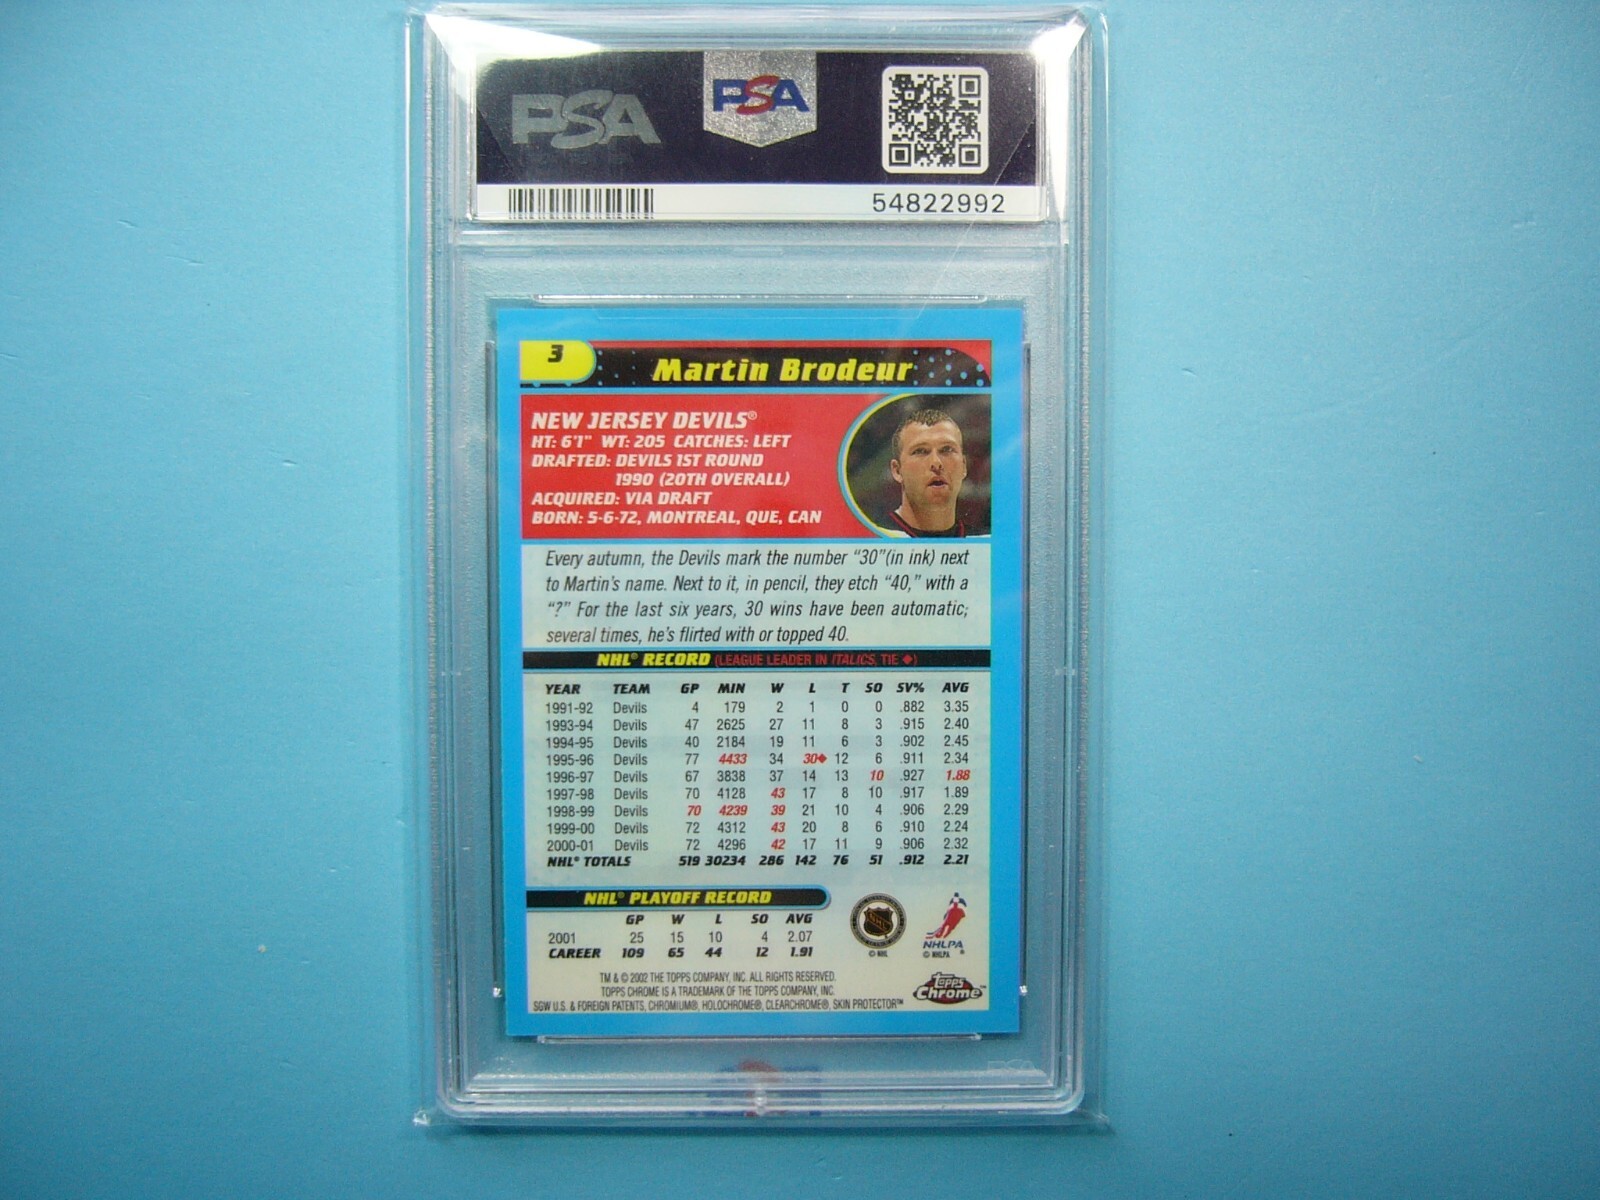 PSA PSA
54822992
3 Martin Brodeur
NEW JERSEY DEVILS®
HT: 6'1" WT: 205 CATCHES: LEFT
DRAFTED: DEVILS 1ST ROUND
1990 (20TH OVERALL)
ACQUIRED: VIA DRAFT
BORN: 5-6-72, MONTREAL, QUE, CAN
Every autumn, the Devils mark the number "30"(in ink) next
to Martin's name. Next to it, in pencil, they etch "40," with a
"?" For the last six years, 30 wins have been automatic;
several times, he's flirted with or topped 40.
NHL® RECORD (LEAGUE LEADER IN ITALICS, TIE ◆)
YEAR TEAM GP MIN W L T SO SV% AVG
1991-92 Devils 4 179 2 1 0 0 .882 3.35
1993-94 Devils 47 2625 27 11 8 3 .915 2.40
1994-95 Devils 40 2184 19 11 6 3 .902 2.45
1995-96 Devils 77 4433 34 30◆ 12 6 .911 2.34
1996-97 Devils 67 3838 37 14 13 10 .927 1.88
1997-98 Devils 70 4128 43 17 8 10 .917 1.89
1998-99 Devils 70 4239 39 21 10 4 .906 2.29
1999-00 Devils 72 4312 43 20 8 6 .910 2.24
2000-01 Devils 72 4296 42 17 11 9 .906 2.32
NHL® TOTALS 519 30234 286 142 76 51 .912 2.21
NHL® PLAYOFF RECORD
GP W L SO AVG
2001 25 15 10 4 2.07
CAREER 109 65 44 12 1.91
NHL
© NHL
NHLPA
© NHLPA
TM & © 2002 THE TOPPS COMPANY, INC. ALL RIGHTS RESERVED.
TOPPS CHROME IS A TRADEMARK OF THE TOPPS COMPANY, INC.
SGW U.S. & FOREIGN PATENTS, CHROMIUM®, HOLOCHROME®, CLEARCHROME®, SKIN PROTECTOR™
Topps
Chrome™